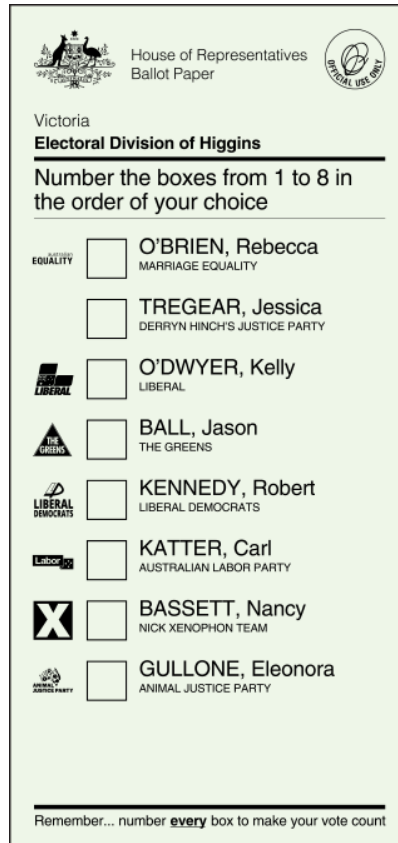 House of Representatives
Ballot Paper
OFFICIAL USE ONLY
Victoria
Electoral Division of Higgins
Number the boxes from 1 to 8 in
the order of your choice
AUSTRALIAN
EQUALITY
O'BRIEN, Rebecca
MARRIAGE EQUALITY
TREGEAR, Jessica
DERRYN HINCH'S JUSTICE PARTY
LIBERAL
O'DWYER, Kelly
LIBERAL
THE
GREENS
BALL, Jason
THE GREENS
LIBERAL
DEMOCRATS
KENNEDY, Robert
LIBERAL DEMOCRATS
Labor
KATTER, Carl
AUSTRALIAN LABOR PARTY
X
BASSETT, Nancy
NICK XENOPHON TEAM
ANIMAL
JUSTICE PARTY
GULLONE, Eleonora
ANIMAL JUSTICE PARTY
Remember... number every box to make your vote count